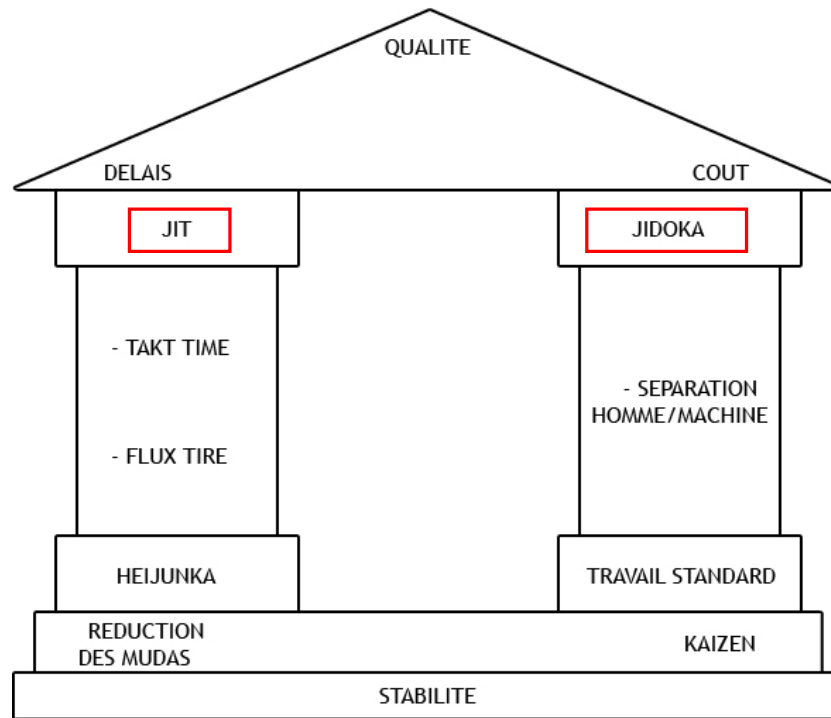 QUALITE
DELAIS
COUT
JIT
JIDOKA
- TAKT TIME
- FLUX TIRE
- SEPARATION
HOMME/MACHINE
HEIJUNKA
TRAVAIL STANDARD
REDUCTION
DES MUDAS
KAIZEN
STABILITE